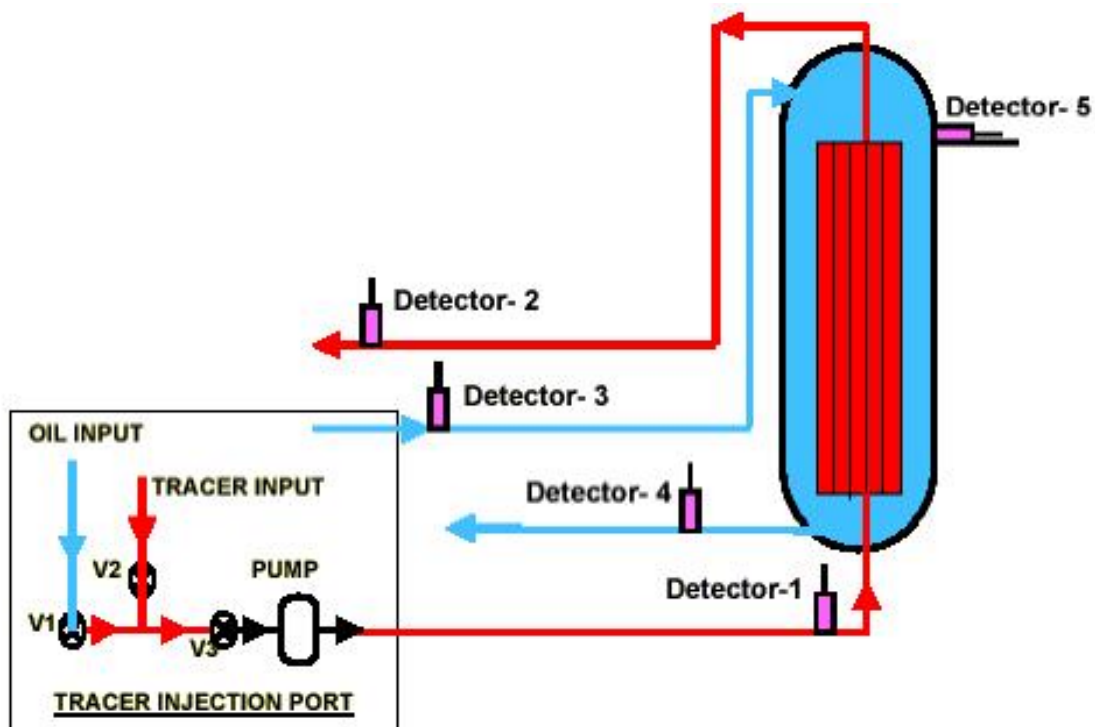 Detector- 5
Detector- 2
Detector- 3
OIL INPUT
TRACER INPUT
Detector- 4
V2
PUMP
Detector-1
V1
V3
TRACER INJECTION PORT